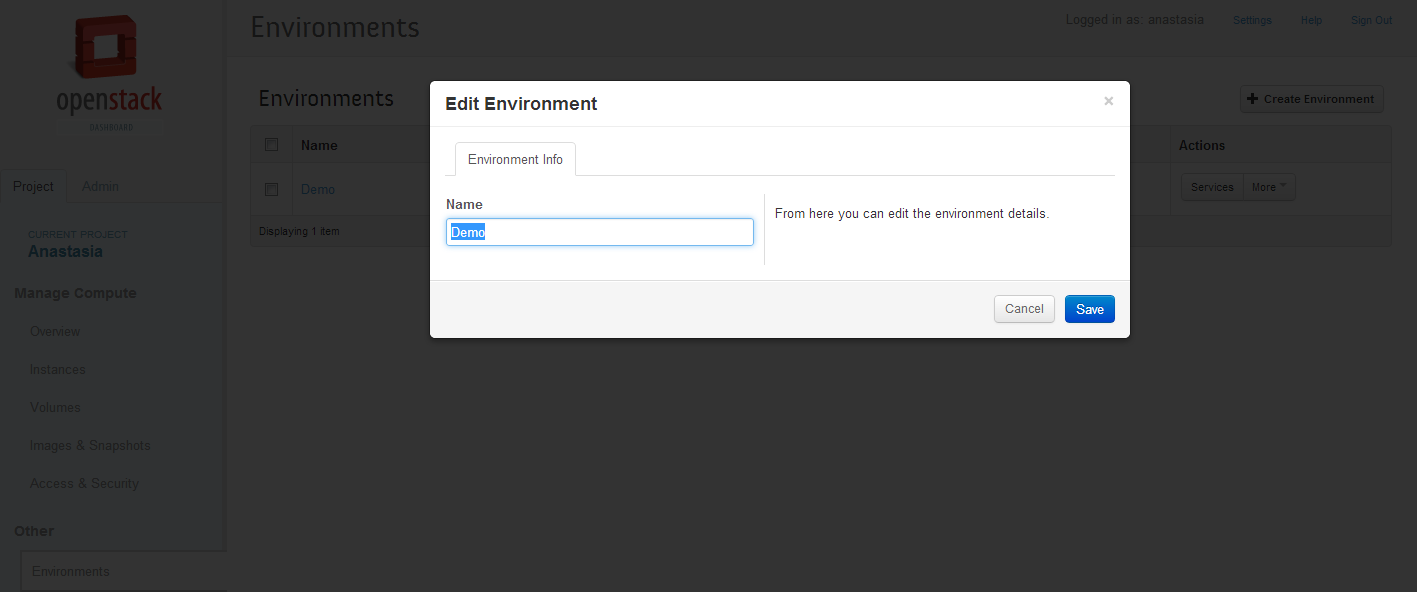 Environments
Logged in as: anastasia Settings Help Sign Out
openstack
DASHBOARD
Project Admin
CURRENT PROJECT
Anastasia
Manage Compute
Overview
Instances
Volumes
Images & Snapshots
Access & Security
Other
Environments
Environments
Create Environment
Name Actions
Demo Services More
Displaying 1 item
Edit Environment ×
Environment Info
Name
Demo
From here you can edit the environment details.
Cancel Save